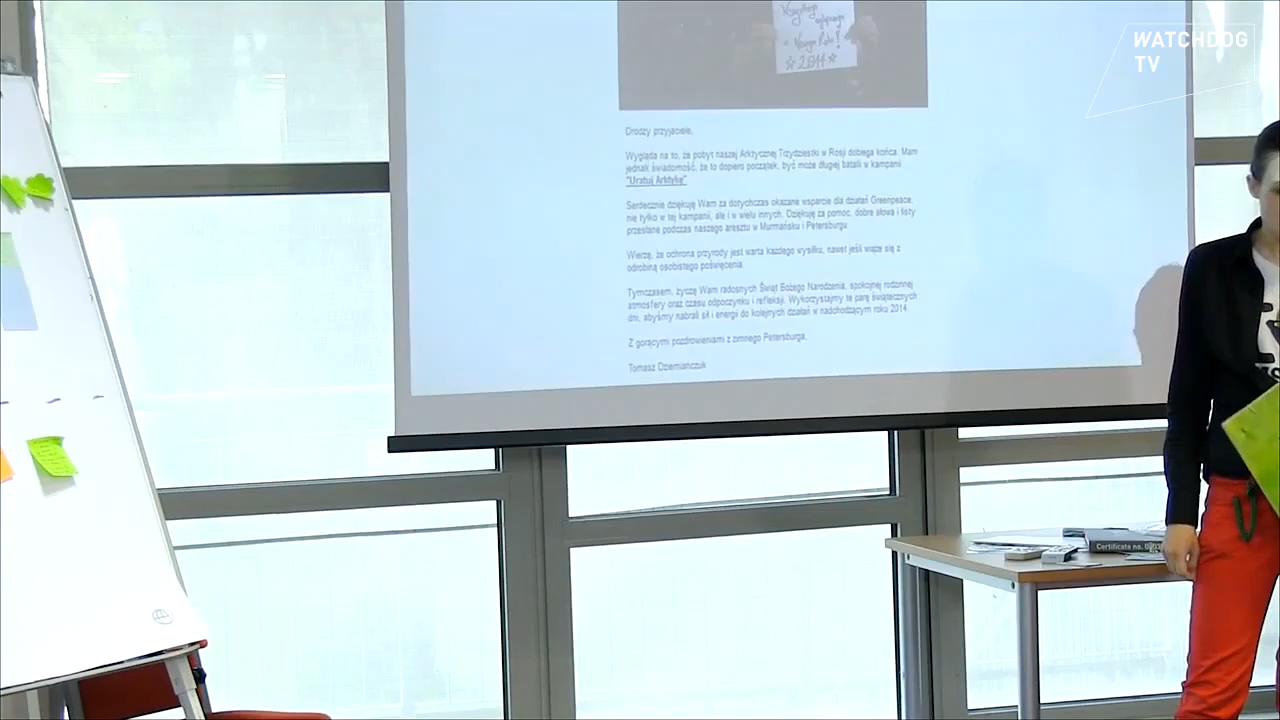 WATCHDOG
TV
Wszystkiego
najlepszego
w Nowym Roku!
☆2014☆
Drodzy przyjaciele,
Wygląda na to, że pobyt naszej Arktycznej Trzydziestki w Rosji dobiega końca. Mam
jednak świadomość, że to dopiero początek, być może długiej batalii w kampanii
"Uratuj Arktykę"
Serdecznie dziękuję Wam za dotychczas okazane wsparcie dla działań Greenpeace,
nie tylko w tej kampanii, ale i w wielu innych. Dziękuję za pomoc, dobre słowa i listy
przesłane podczas naszego aresztu w Murmańsku i Petersburgu
Wierzę, że ochrona przyrody jest warta każdego wysiłku, nawet jeśli wiąże się z
odrobiną osobistego poświęcenia.
Tymczasem, życzę Wam radosnych Świąt Bożego Narodzenia, spokojnej rodzinnej
atmosfery oraz czasu odpoczynku i refleksji. Wykorzystajmy te parę świątecznych
dni, abyśmy nabrali sił i energii do kolejnych działań w nadchodzącym roku 2014.
Z gorącymi pozdrowieniami z zimnego Petersburga,
Tomasz Dziemianczuk
Certificate no.